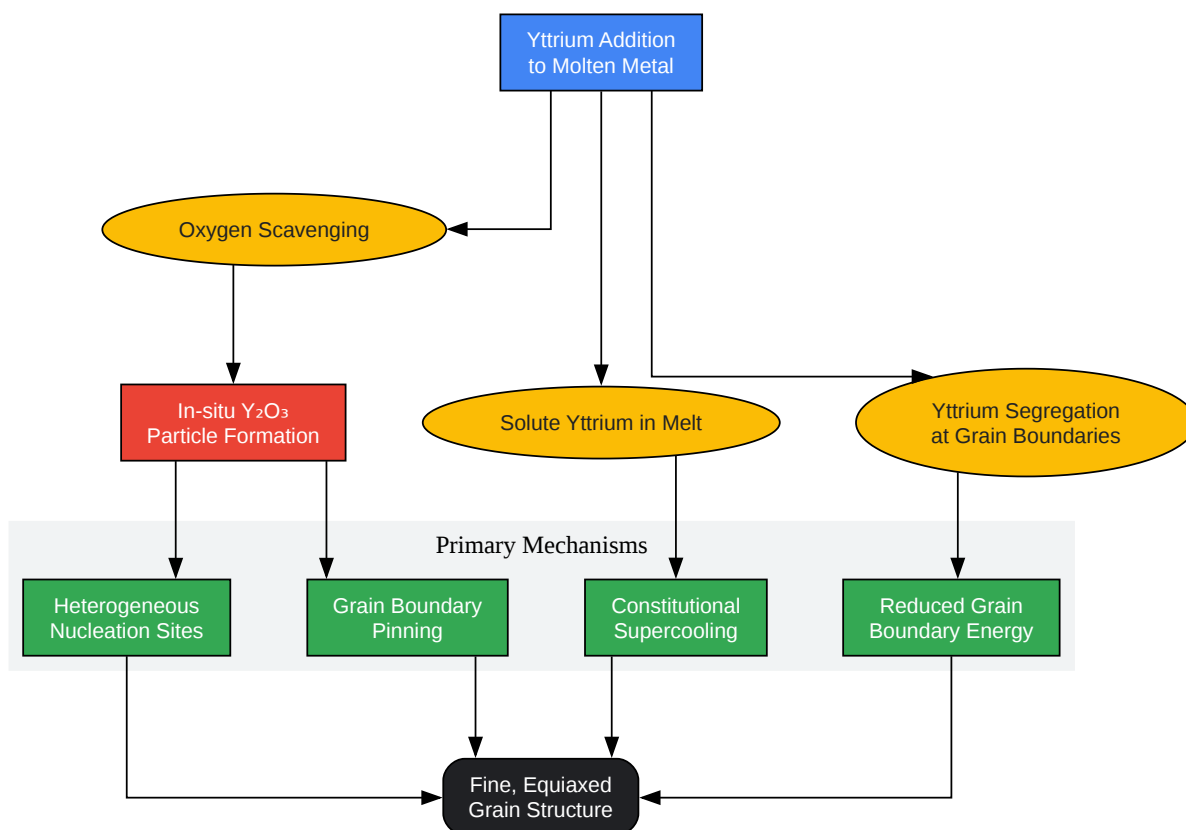 Yttrium Addition
to Molten Metal
Oxygen Scavenging
In-situ Y₂O₃
Particle Formation
Solute Yttrium in Melt
Yttrium Segregation
at Grain Boundaries
Primary Mechanisms
Heterogeneous
Nucleation Sites
Grain Boundary
Pinning
Constitutional
Supercooling
Reduced Grain
Boundary Energy
Fine, Equiaxed
Grain Structure